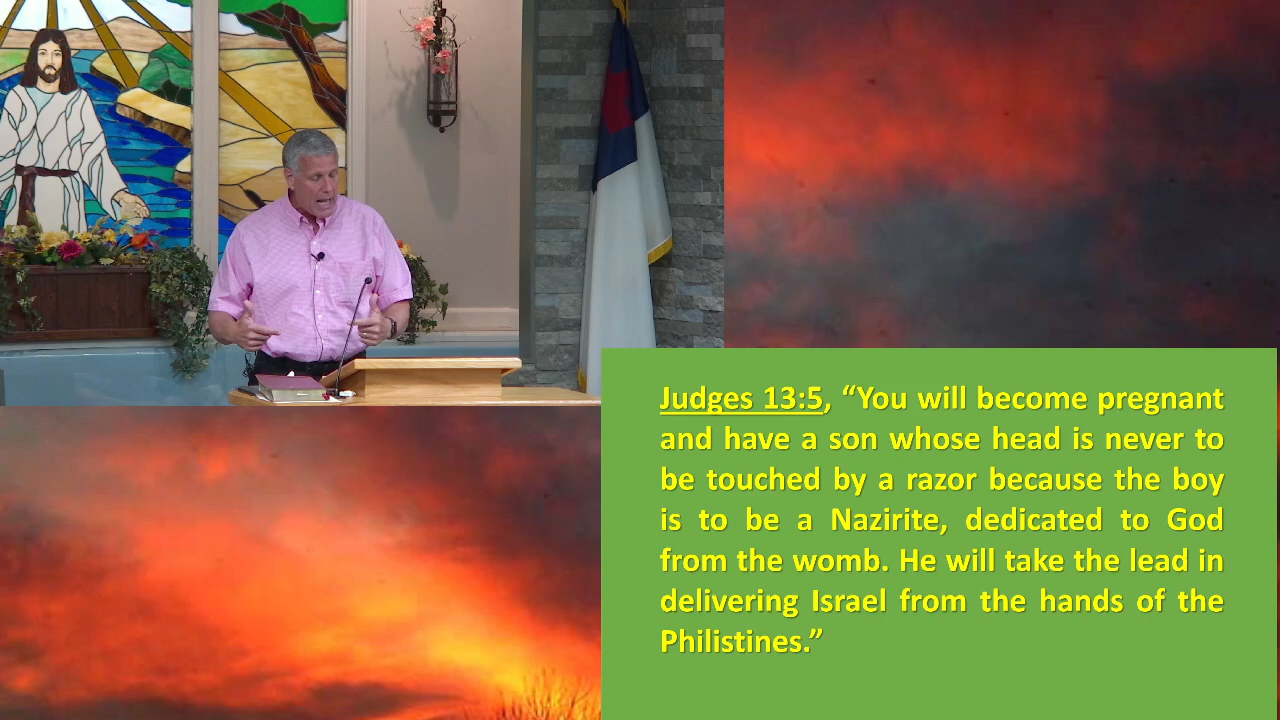 Judges 13:5, “You will become pregnant
and have a son whose head is never to
be touched by a razor because the boy
is to be a Nazirite, dedicated to God
from the womb. He will take the lead in
delivering Israel from the hands of the
Philistines.”